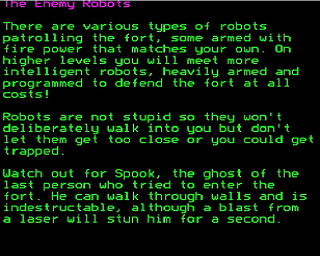 The Enemy Robots
There are various types of robots
patrolling the fort, some armed with
fire power that matches your own. On
higher levels you will meet more
intelligent robots, heavily armed and
programmed to defend the fort at all
costs!
Robots are not stupid so they won't
deliberately walk into you but don't
let them get too close or you could get
trapped.
Watch out for Spook, the ghost of the
last person who tried to enter the
fort. He can walk through walls and is
indestructable, although a blast from
a laser will stun him for a second.